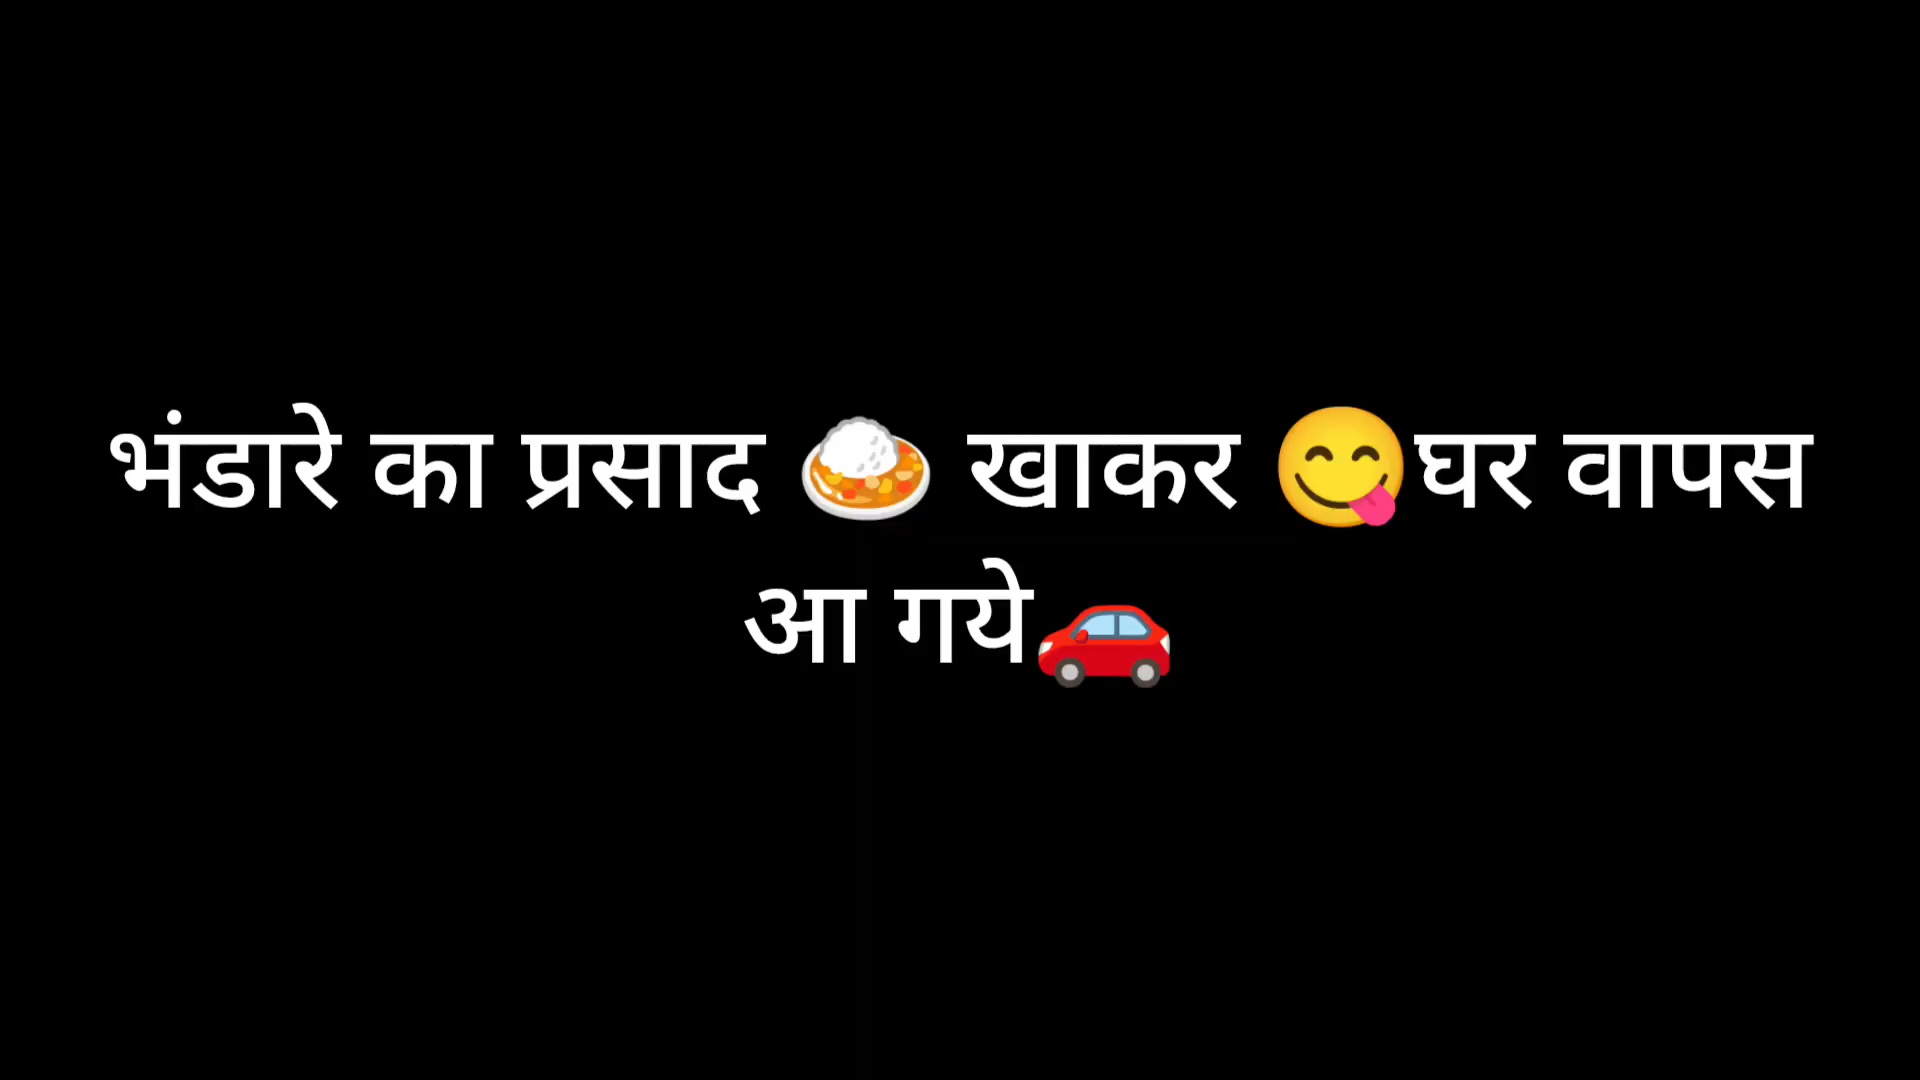 भंडारे का प्रसाद 🍛 खाकर 😋घर वापस
आ गये🚗